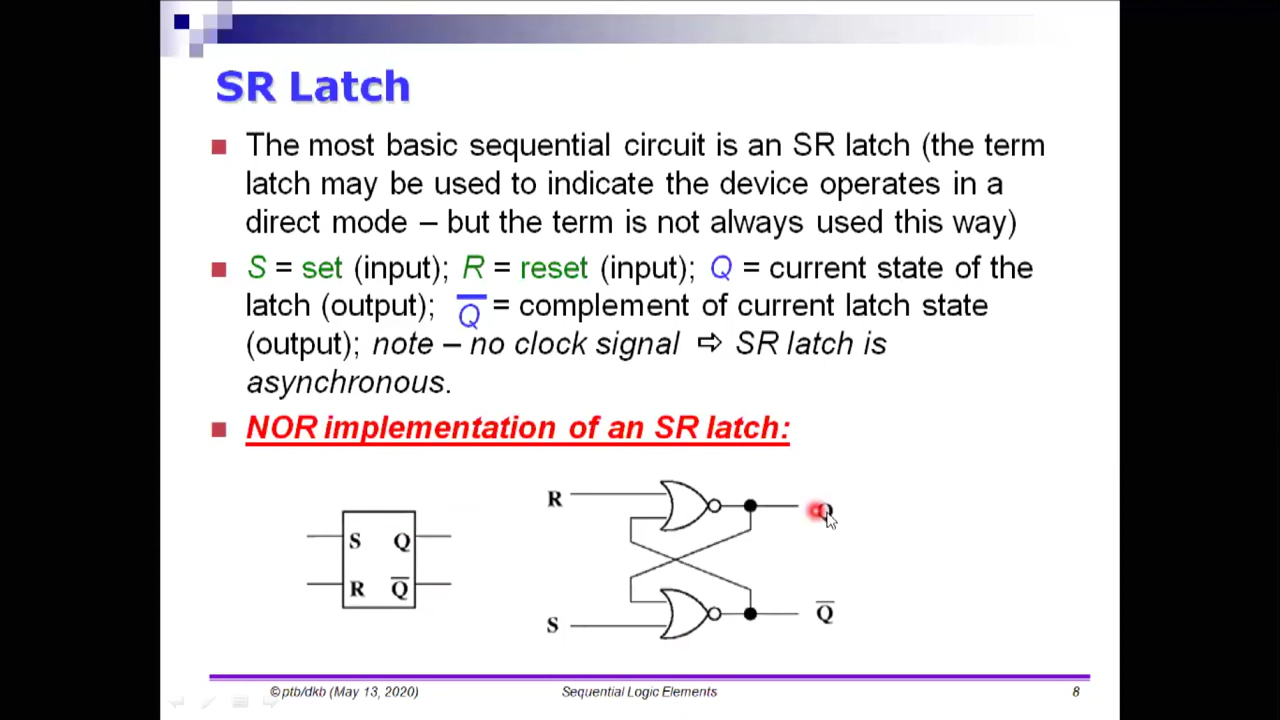 SR Latch
The most basic sequential circuit is an SR latch (the term
latch may be used to indicate the device operates in a
direct mode – but the term is not always used this way)
S = set (input); R = reset (input); Q = current state of the
latch (output); Q̅ = complement of current latch state
(output); note – no clock signal ⇨ SR latch is
asynchronous.
NOR implementation of an SR latch:
R
Q
S Q
R Q̅
S
Q̅
©ptb/dkb (May 13, 2020)
Sequential Logic Elements
8